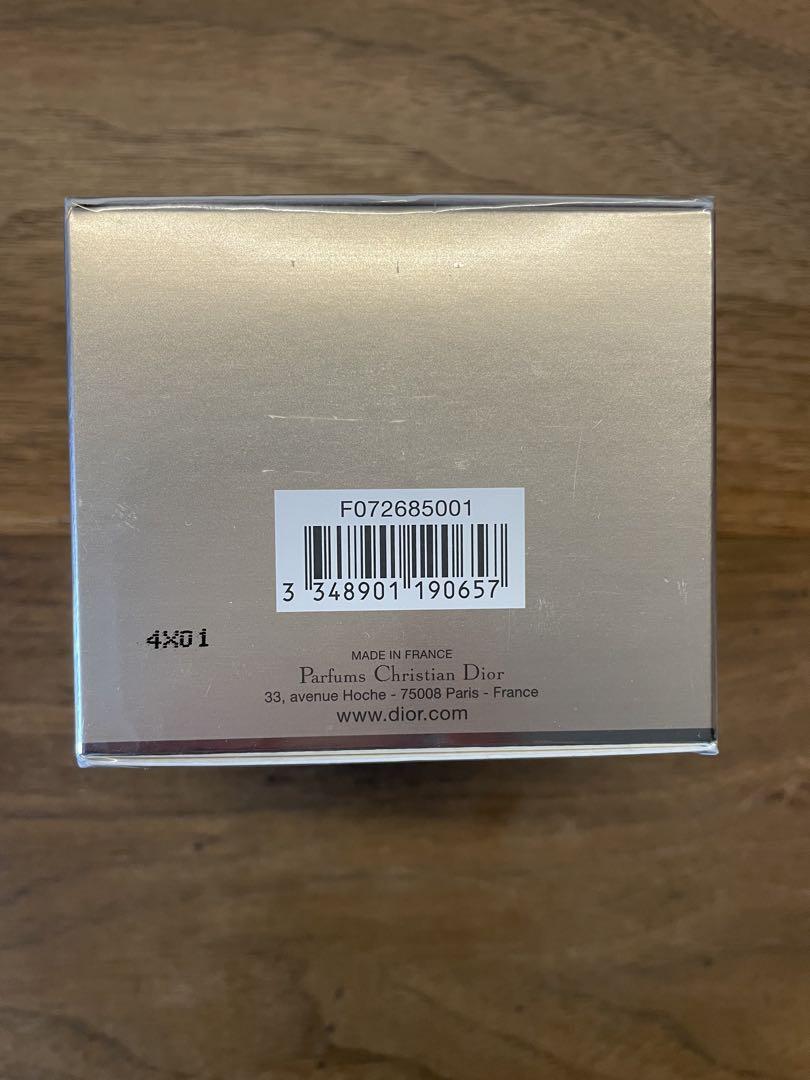 F072685001
3 348901 190657
4X01
MADE IN FRANCE
Parfums Christian Dior
33, avenue Hoche - 75008 Paris - France
www.dior.com